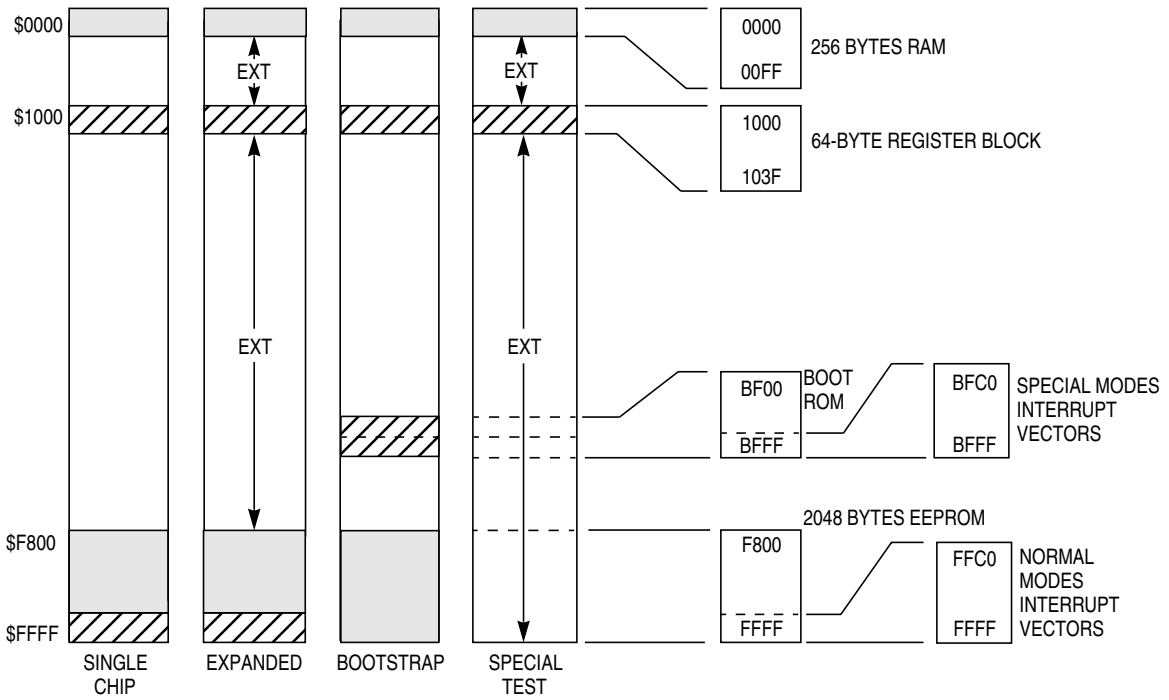 $0000
$1000
$F800
$FFFF
EXT
EXT
EXT
EXT
SINGLE
CHIP
EXPANDED
BOOTSTRAP
SPECIAL
TEST
0000
00FF
256 BYTES RAM
1000
103F
64-BYTE REGISTER BLOCK
BF00
BFFF
BOOT
ROM
BFC0
BFFF
SPECIAL MODES
INTERRUPT
VECTORS
2048 BYTES EEPROM
F800
FFFF
FFC0
FFFF
NORMAL
MODES
INTERRUPT
VECTORS